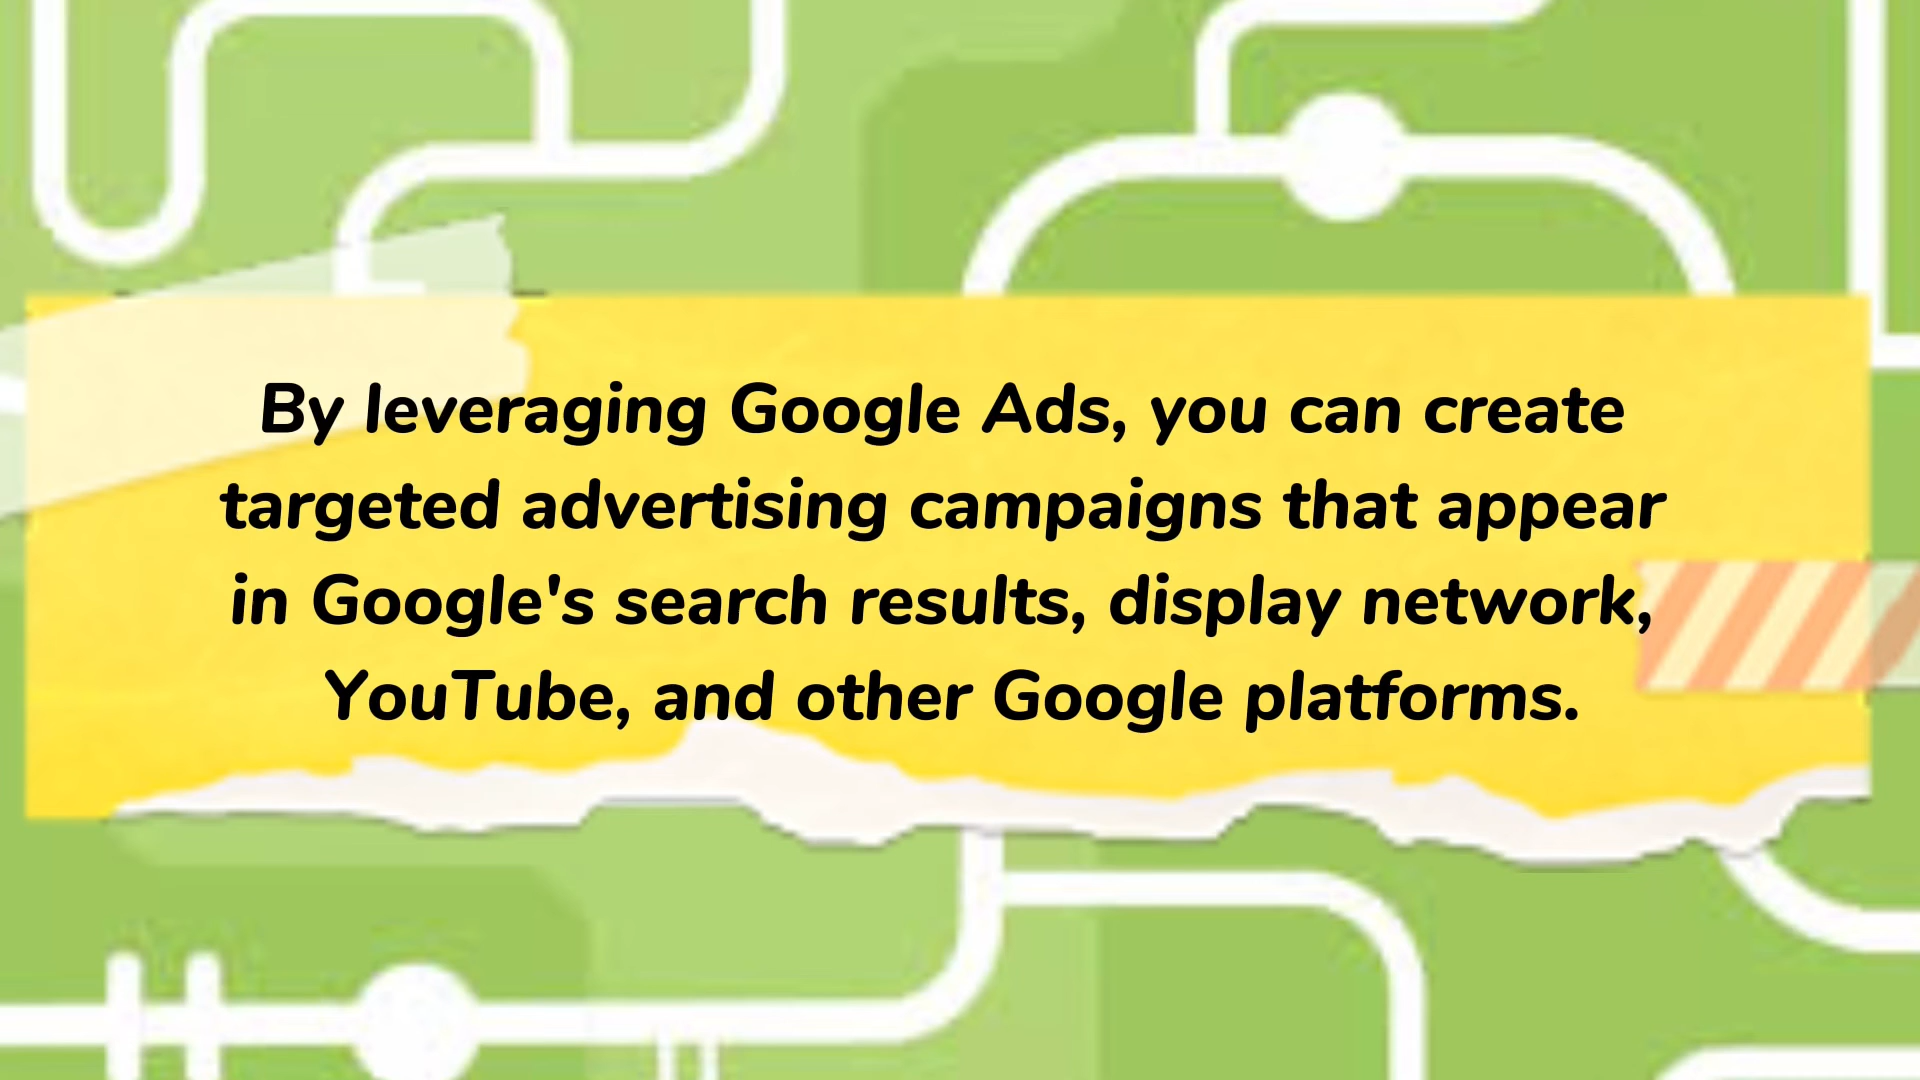 By leveraging Google Ads, you can create
targeted advertising campaigns that appear
in Google's search results, display network,
YouTube, and other Google platforms.